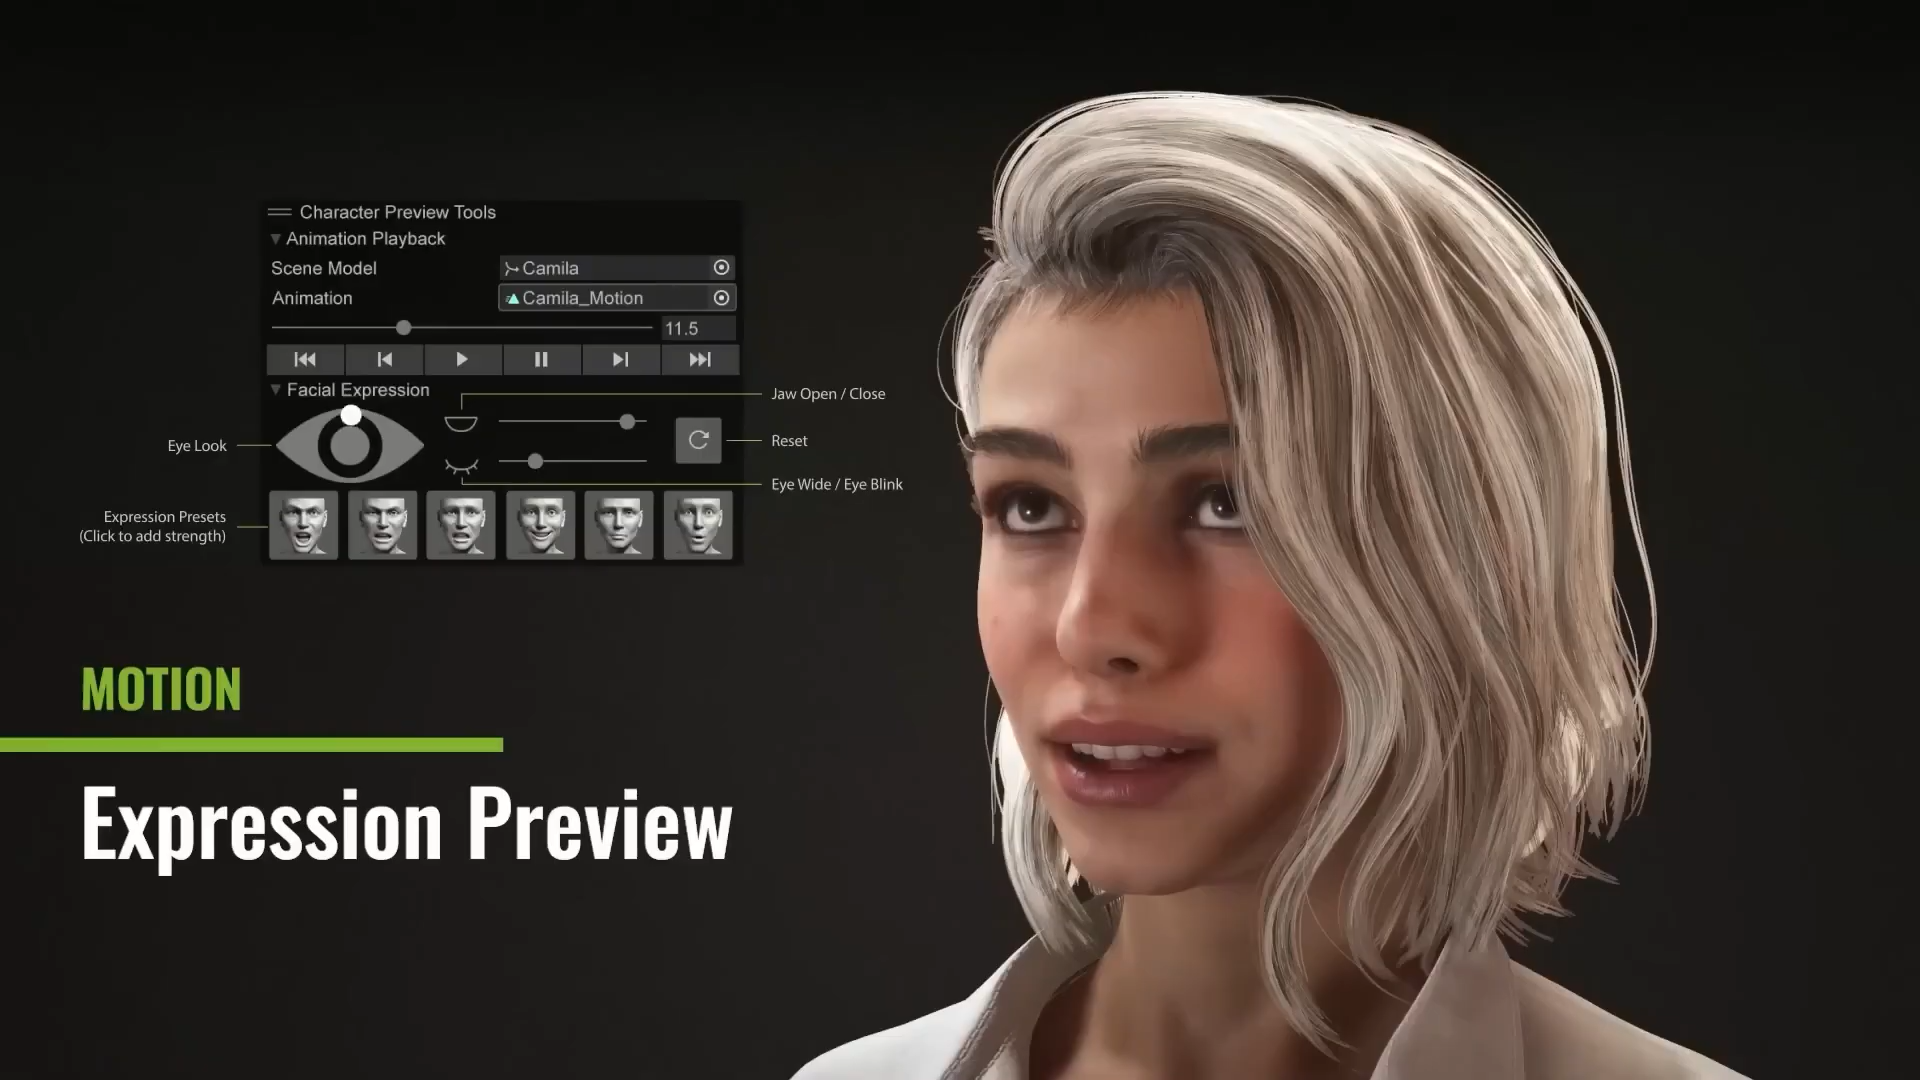 Character Preview Tools
Animation Playback
Scene Model
Camila
Animation
Camila_Motion
11.5
Facial Expression
Jaw Open / Close
Eye Look
Reset
Eye Wide / Eye Blink
Expression Presets
(Click to add strength)
MOTION
Expression Preview